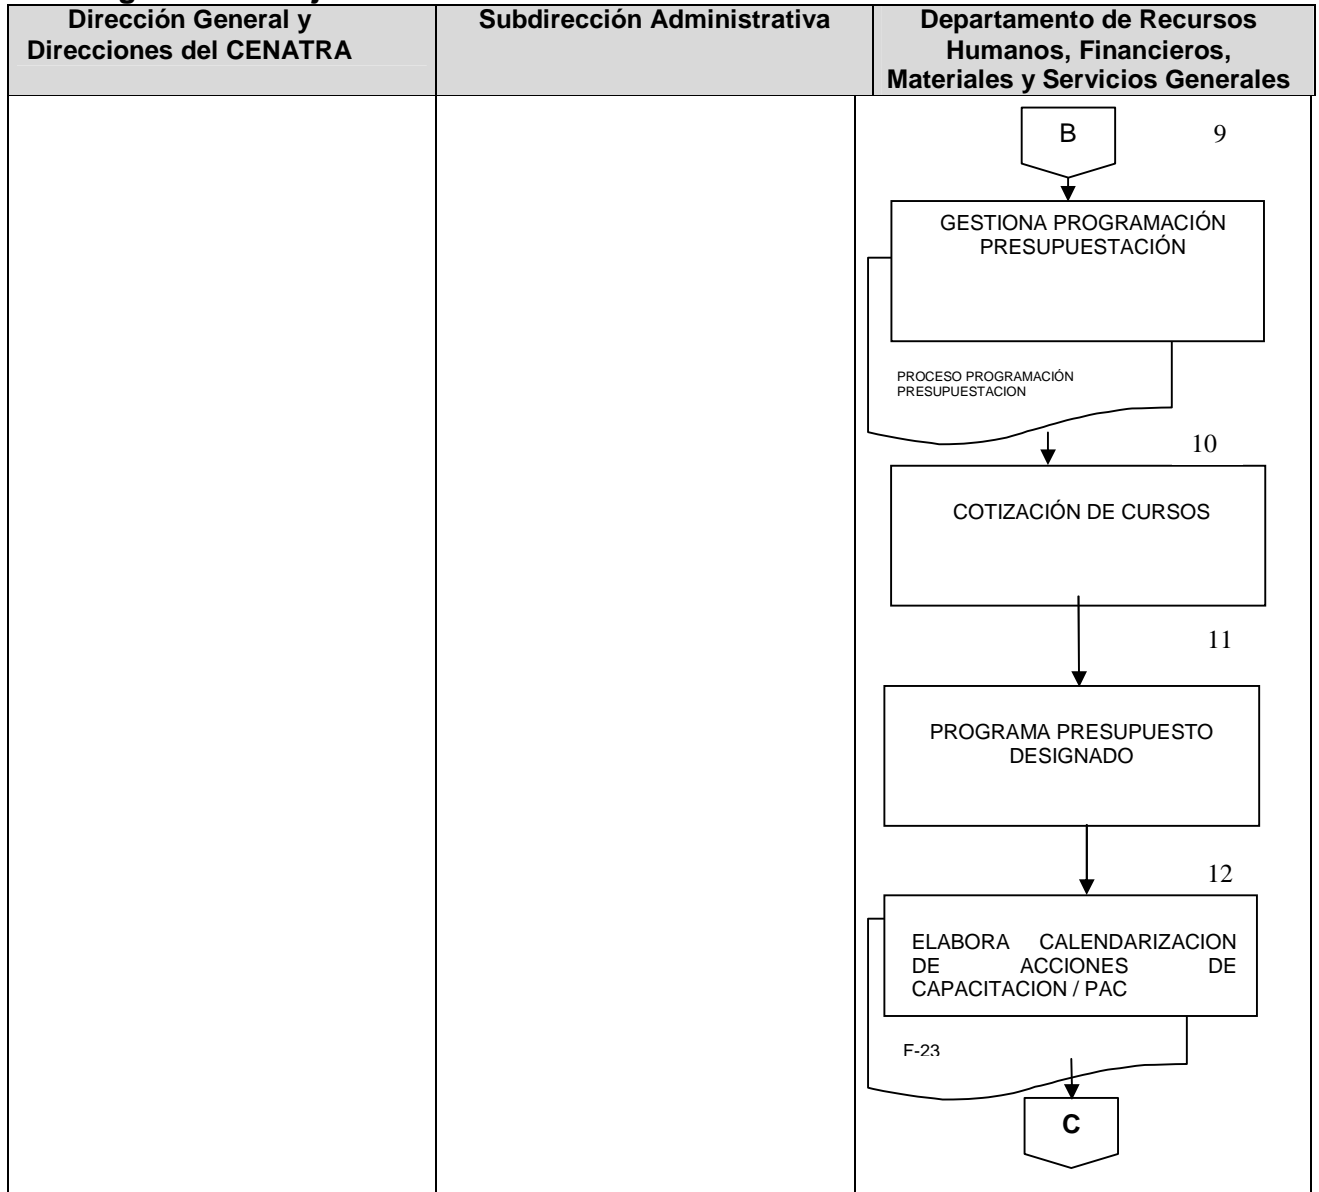 Dirección General y
Direcciones del CENATRA
Subdirección Administrativa
Departamento de Recursos
Humanos, Financieros,
Materiales y Servicios Generales
B
9
GESTIONA PROGRAMACIÓN
PRESUPUESTACIÓN
PROCESO PROGRAMACIÓN
PRESUPUESTACION
10
COTIZACIÓN DE CURSOS
11
PROGRAMA PRESUPUESTO
DESIGNADO
12
ELABORA CALENDARIZACION
DE ACCIONES DE
CAPACITACION / PAC
F-23
C